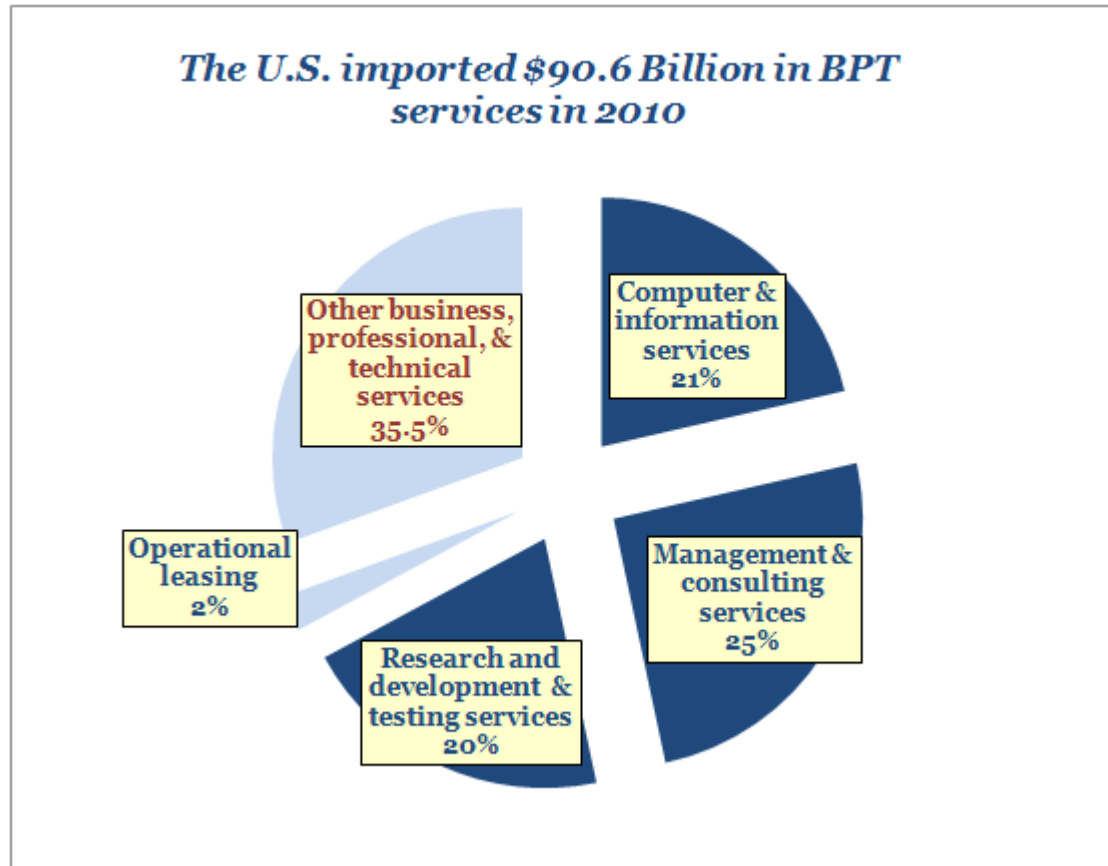 The U.S. imported $90.6 Billion in BPT
services in 2010
Other business,
professional, &
technical
services
35.5%
Computer &
information
services
21%
Operational
leasing
2%
Management &
consulting
services
25%
Research and
development &
testing services
20%